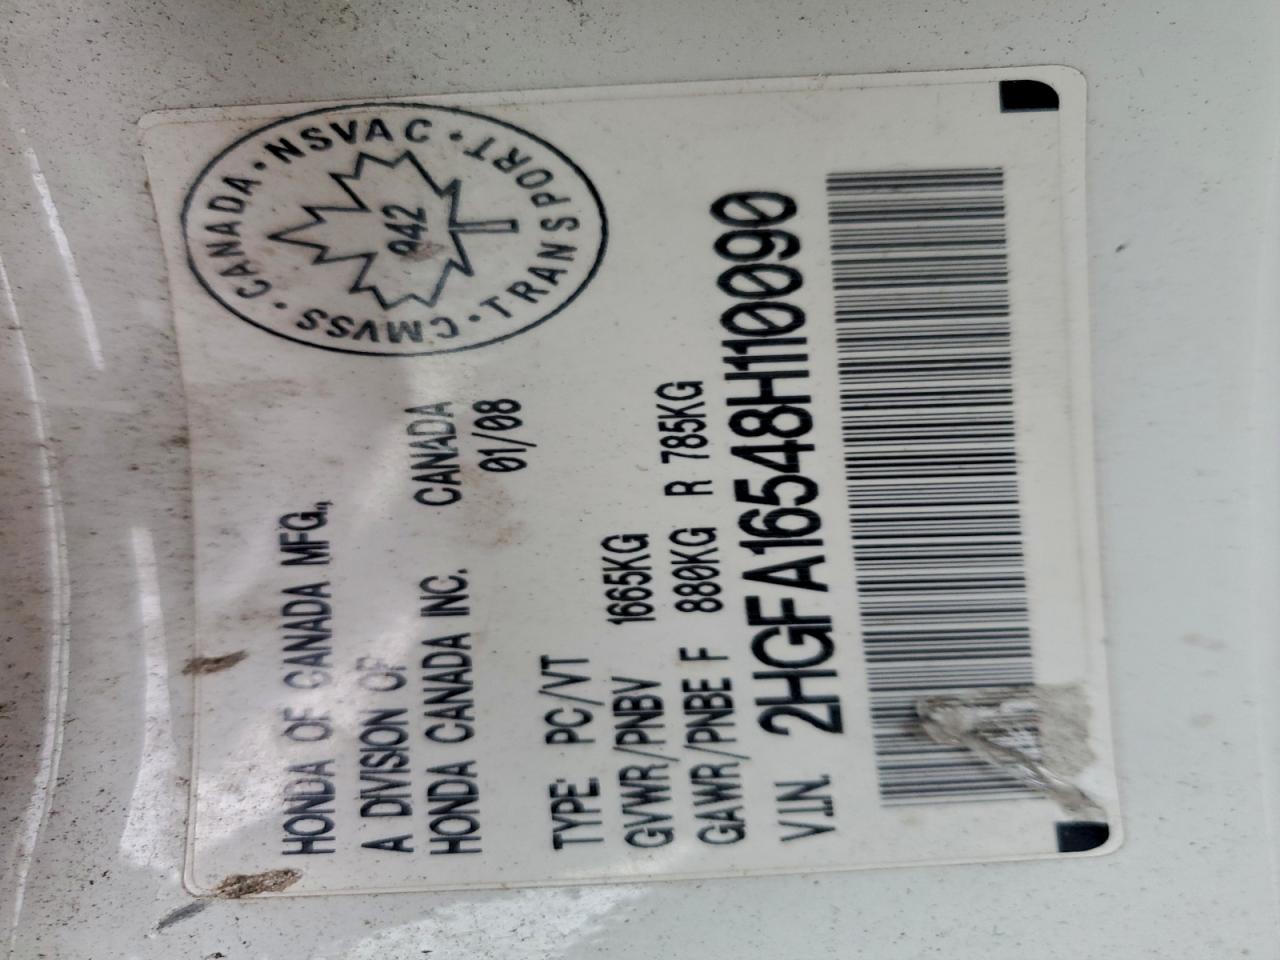 HONDA OF CANADA MFG.,
A DIVISION OF
HONDA CANADA INC. CANADA
01/08
TYPE: PC/VT
GVWR/PNBV 1665KG
GAWR/PNBE F 880KG R 785KG
V.I.N. 2HGFA16548H110090
CANADA • NSVAC • TRANSPORT • CMVSS •
942